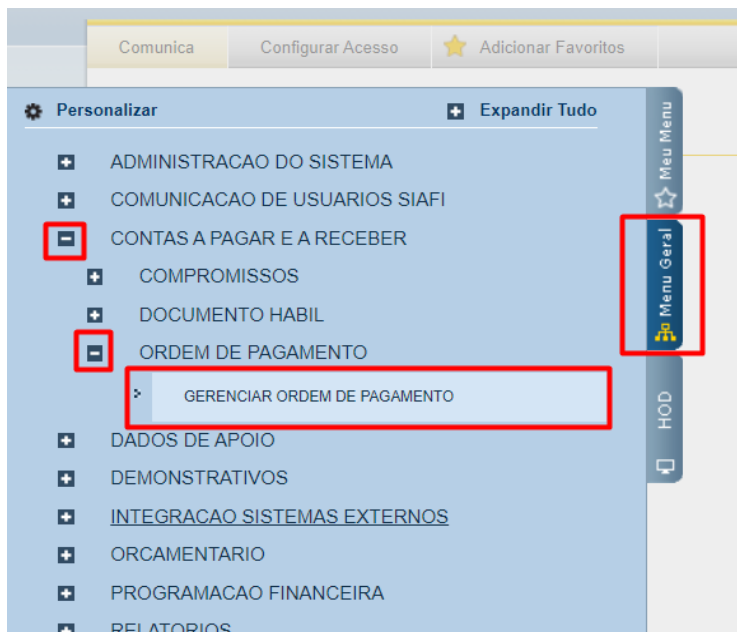 Comunica Configurar Acesso Adicionar Favoritos
Personalizar Expandir Tudo
ADMINISTRACAO DO SISTEMA
COMUNICACAO DE USUARIOS SIAFI
CONTAS A PAGAR E A RECEBER
COMPROMISSOS
DOCUMENTO HABIL
ORDEM DE PAGAMENTO
GERENCIAR ORDEM DE PAGAMENTO
DADOS DE APOIO
DEMONSTRATIVOS
INTEGRACAO SISTEMAS EXTERNOS
ORCAMENTARIO
PROGRAMACAO FINANCEIRA
RELATORIOS
Meu Menu
Menu Geral
HOD